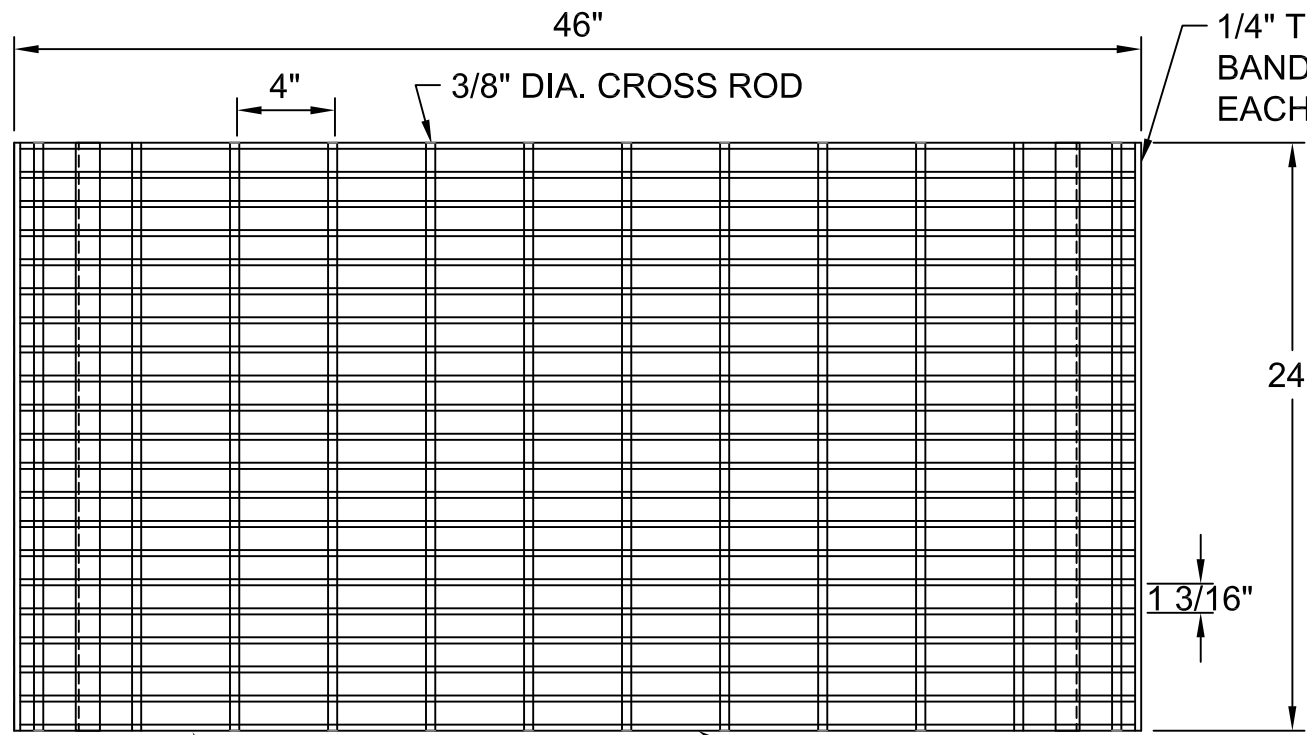 46"
1/4" T
BAND
EACH
4"
3/8" DIA. CROSS ROD
24
1 3/16"